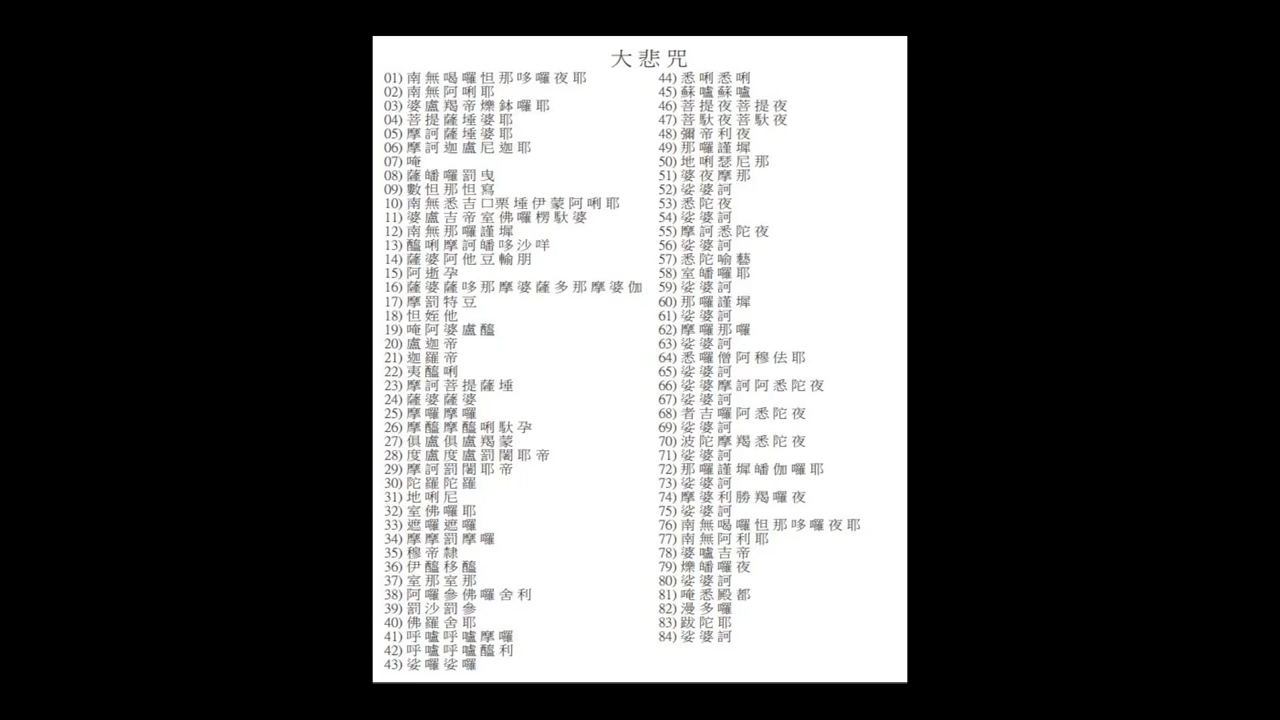 大悲咒
01) 南無喝囉怛那哆囉夜耶
02) 南無阿唎耶
03) 婆盧羯帝爍鉢囉耶
04) 菩提薩埵婆耶
05) 摩訶薩埵婆耶
06) 摩訶迦盧尼迦耶
07) 唵
08) 薩皤囉罰曳
09) 數怛那怛寫
10) 南無悉吉口栗埵伊蒙阿唎耶
11) 婆盧吉帝室佛囉楞馱婆
12) 南無那囉謹墀
13) 醯唎摩訶皤哆沙咩
14) 薩婆阿他豆輸朋
15) 阿逝孕
16) 薩婆薩哆那摩婆薩多那摩婆伽
17) 摩罰特豆
18) 怛姪他
19) 唵阿婆盧醯
20) 盧迦帝
21) 迦羅帝
22) 夷醯唎
23) 摩訶菩提薩埵
24) 薩婆薩婆
25) 摩囉摩囉
26) 摩醯摩醯唎馱孕
27) 俱盧俱盧羯蒙
28) 度盧度盧罰闍耶帝
29) 摩訶罰闍耶帝
30) 陀羅陀羅
31) 地唎尼
32) 室佛囉耶
33) 遮囉遮囉
34) 摩摩罰摩囉
35) 穆帝隸
36) 伊醯移醯
37) 室那室那
38) 阿囉參佛囉舍利
39) 罰沙罰參
40) 佛羅舍耶
41) 呼嚧呼嚧摩囉
42) 呼嚧呼嚧醯利
43) 娑囉娑囉
44) 悉唎悉唎
45) 蘇嚧蘇嚧
46) 菩提夜菩提夜
47) 菩馱夜菩馱夜
48) 彌帝利夜
49) 那囉謹墀
50) 地唎瑟尼那
51) 婆夜摩那
52) 娑婆訶
53) 悉陀夜
54) 娑婆訶
55) 摩訶悉陀夜
56) 娑婆訶
57) 悉陀喻藝
58) 室皤囉耶
59) 娑婆訶
60) 那囉謹墀
61) 娑婆訶
62) 摩囉那囉
63) 娑婆訶
64) 悉囉僧阿穆佉耶
65) 娑婆訶
66) 娑婆摩訶阿悉陀夜
67) 娑婆訶
68) 者吉囉阿悉陀夜
69) 娑婆訶
70) 波陀摩羯悉陀夜
71) 娑婆訶
72) 那囉謹墀皤伽囉耶
73) 娑婆訶
74) 摩婆利勝羯囉夜
75) 娑婆訶
76) 南無喝囉怛那哆囉夜耶
77) 南無阿利耶
78) 婆嚧吉帝
79) 爍皤囉夜
80) 娑婆訶
81) 唵悉殿都
82) 漫多囉
83) 跋陀耶
84) 娑婆訶